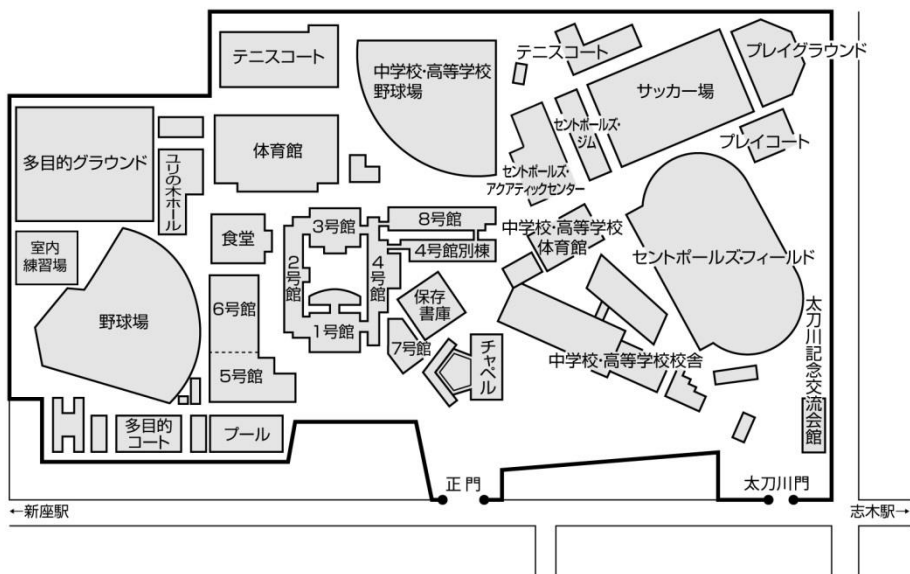 テニスコート
中学校・高等学校
野球場
テニスコート
プレイグラウンド
サッカー場
セントポールズ・
ジム
プレイコート
多目的グラウンド
ユリの木ホール
体育館
セントポールズ・
アクアティックセンター
室内
練習場
食堂
3号館
8号館
4号館別棟
中学校・高等学校
体育館
セントポールズ・フィールド
2号館
4号館
野球場
6号館
保存
書庫
1号館
7号館
チャペル
5号館
中学校・高等学校校舎
太刀川記念交流会館
多目的
コート
プール
正門
太刀川門
←新座駅
志木駅→